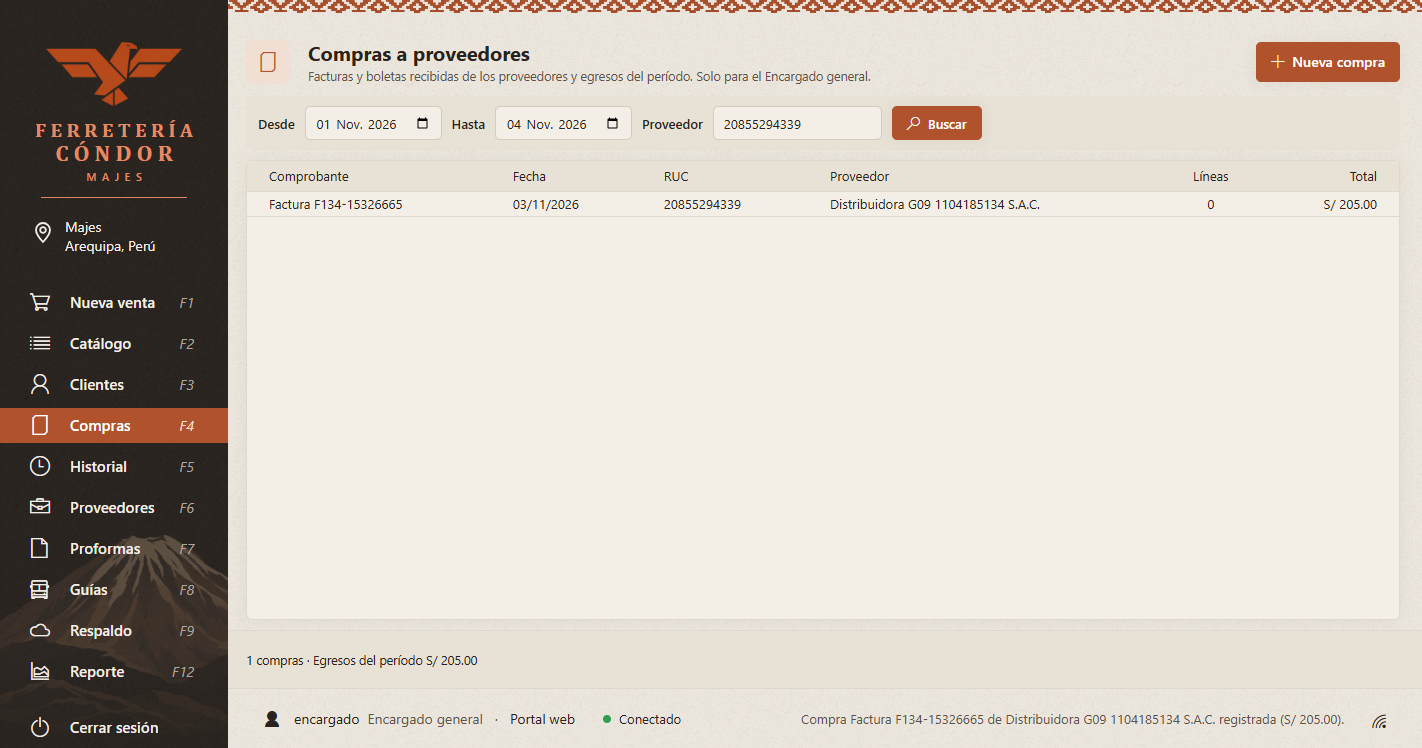 FERRETERÍA
CÓNDOR
MAJES
Majes
Arequipa, Perú
Nueva venta F1
Catálogo F2
Clientes F3
Compras F4
Historial F5
Proveedores F6
Proformas F7
Guías F8
Respaldo F9
Reporte F12
Cerrar sesión
Compras a proveedores
Facturas y boletas recibidas de los proveedores y egresos del período. Solo para el Encargado general.
Nueva compra
Desde 01 Nov. 2026 Hasta 04 Nov. 2026 Proveedor 20855294339 Buscar
Comprobante Fecha RUC Proveedor Líneas Total
Factura F134-15326665 03/11/2026 20855294339 Distribuidora G09 1104185134 S.A.C. 0 S/ 205.00
1 compras · Egresos del período S/ 205.00
encargado Encargado general · Portal web Conectado Compra Factura F134-15326665 de Distribuidora G09 1104185134 S.A.C. registrada (S/ 205.00).